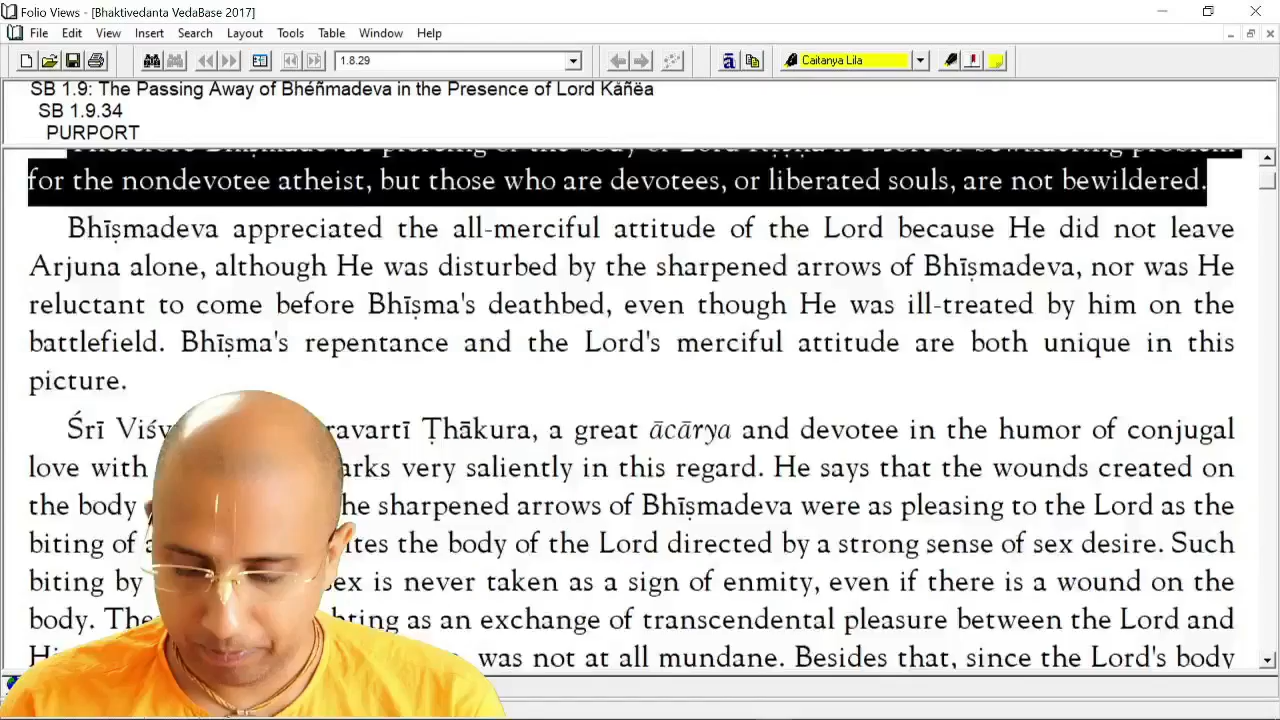 Folio Views - [Bhaktivedanta VedaBase 2017]
File Edit View Insert Search Layout Tools Table Window Help
1.8.29
ā
Caitanya Lila
SB 1.9: The Passing Away of Bhéñmadeva in the Presence of Lord Kåñëa
SB 1.9.34
PURPORT
for the nondevotee atheist, but those who are devotees, or liberated souls, are not bewildered.
Bhīṣmadeva appreciated the all-merciful attitude of the Lord because He did not leave
Arjuna alone, although He was disturbed by the sharpened arrows of Bhīṣmadeva, nor was He
reluctant to come before Bhīṣma's deathbed, even though He was ill-treated by him on the
battlefield. Bhīṣma's repentance and the Lord's merciful attitude are both unique in this
picture.
Śrī Ṭhākura, a great ācārya and devotee in the humor of conjugal
love with very saliently in this regard. He says that the wounds created on
the body sharpened arrows of Bhīṣmadeva were as pleasing to the Lord as the
biting of the body of the Lord directed by a strong sense of sex desire. Such
biting by is never taken as a sign of enmity, even if there is a wound on the
body. as an exchange of transcendental pleasure between the Lord and
was not at all mundane. Besides that, since the Lord's body